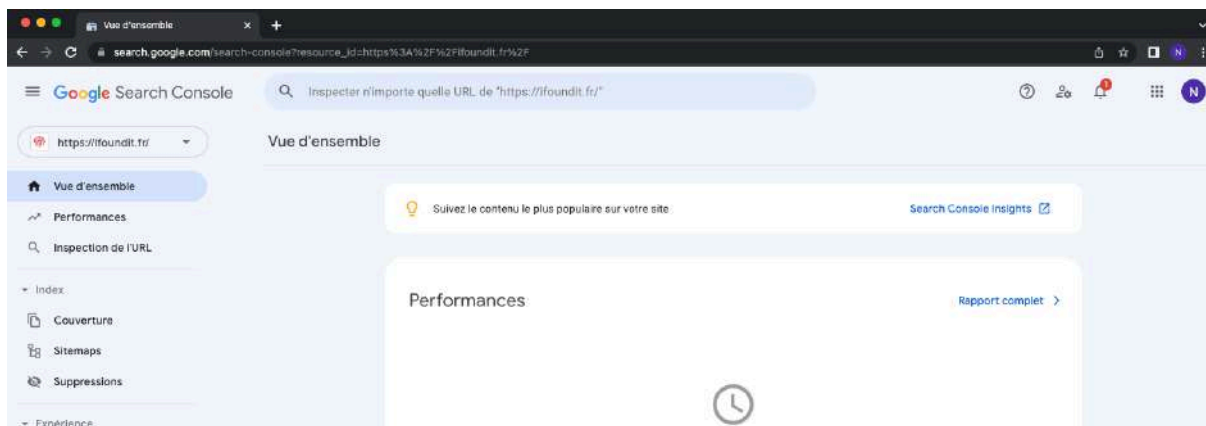 Vue d'ensemble
search.google.com/search-console?resource_id=https%3A%2F%2Fifoundit.fr%2F
N
Google Search Console
Inspecter n'importe quelle URL de "https://ifoundit.fr/"
N
https://ifoundit.fr/
Vue d'ensemble
Vue d'ensemble
Suivez le contenu le plus populaire sur votre site
Search Console Insights
Performances
Inspection de l'URL
Index
Performances
Rapport complet
Couverture
Sitemaps
Suppressions
Expérience